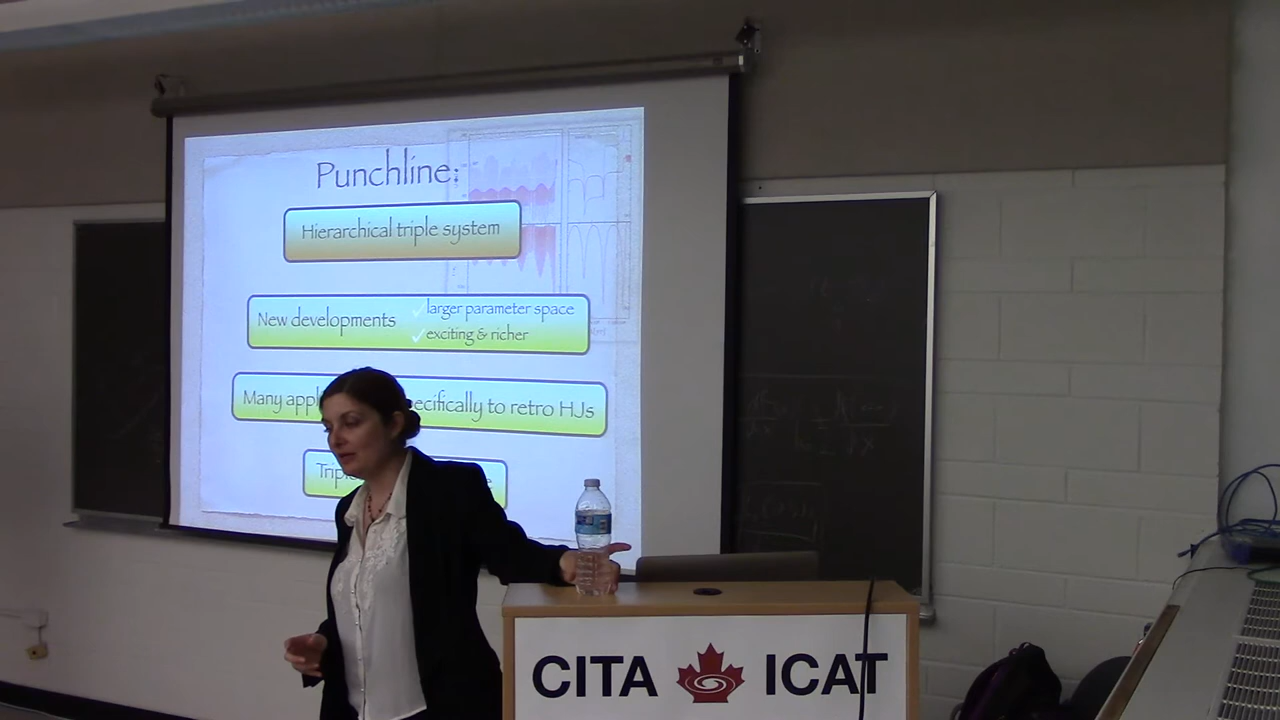 Punchline:
Hierarchical triple system
New developments
larger parameter space
exciting & richer
Many appl ecifically to retro HJs
Tripl e
CITA ICAT